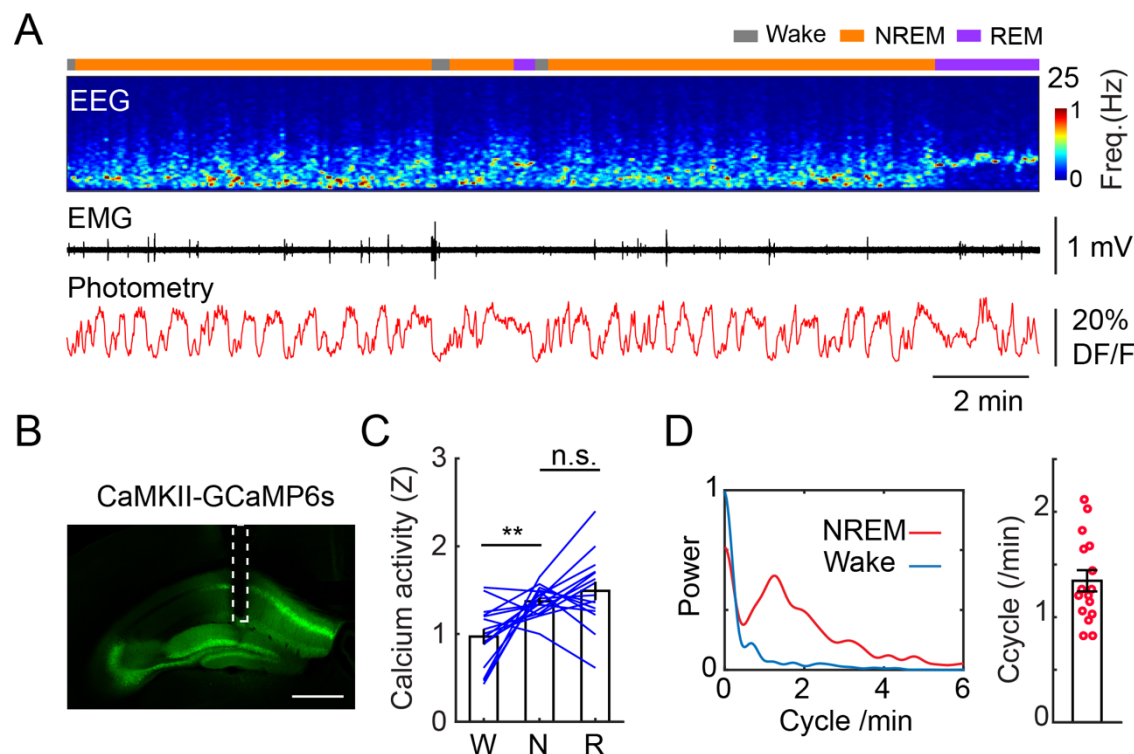 A
Wake NREM REM
EEG
25
1
0
Freq.(Hz)
EMG
1 mV
Photometry
20%
DF/F
2 min
B
CaMKII-GCaMP6s
C
n.s.
**
3
2
1
0
Calcium activity (Z)
W N R
D
1
NREM
Wake
Power
0
0 2 4 6
Cycle /min
2
1
0
Ccycle (/min)